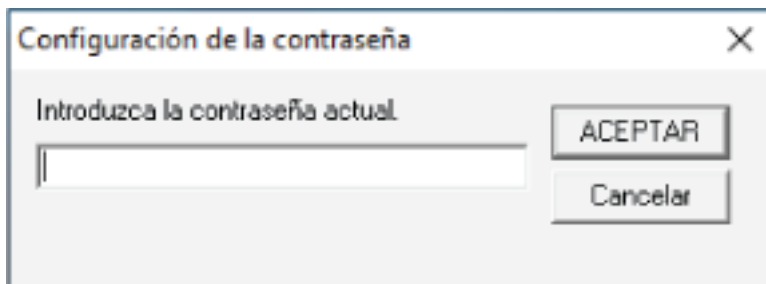 Configuración de la contraseña
Introduzca la contraseña actual.
ACEPTAR
Cancelar